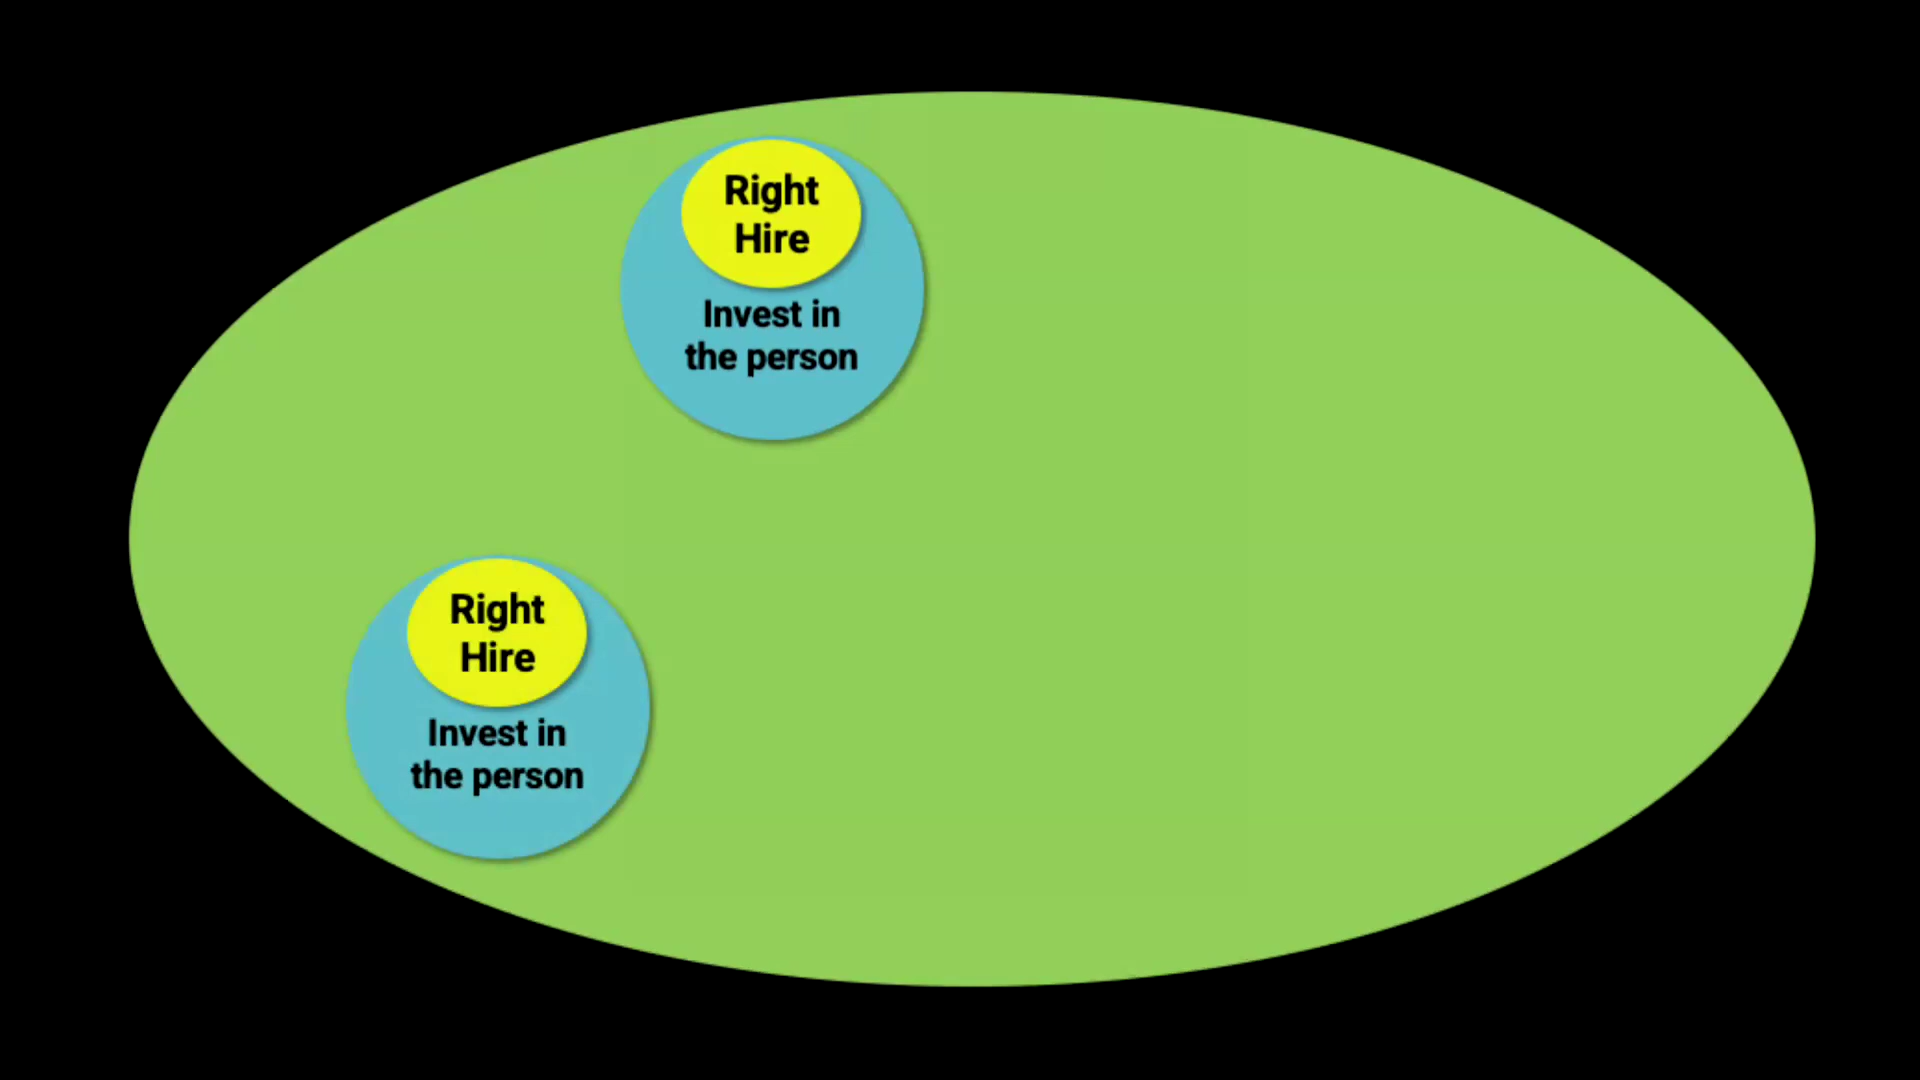 Right
Hire
Invest in
the person
Right
Hire
Invest in
the person